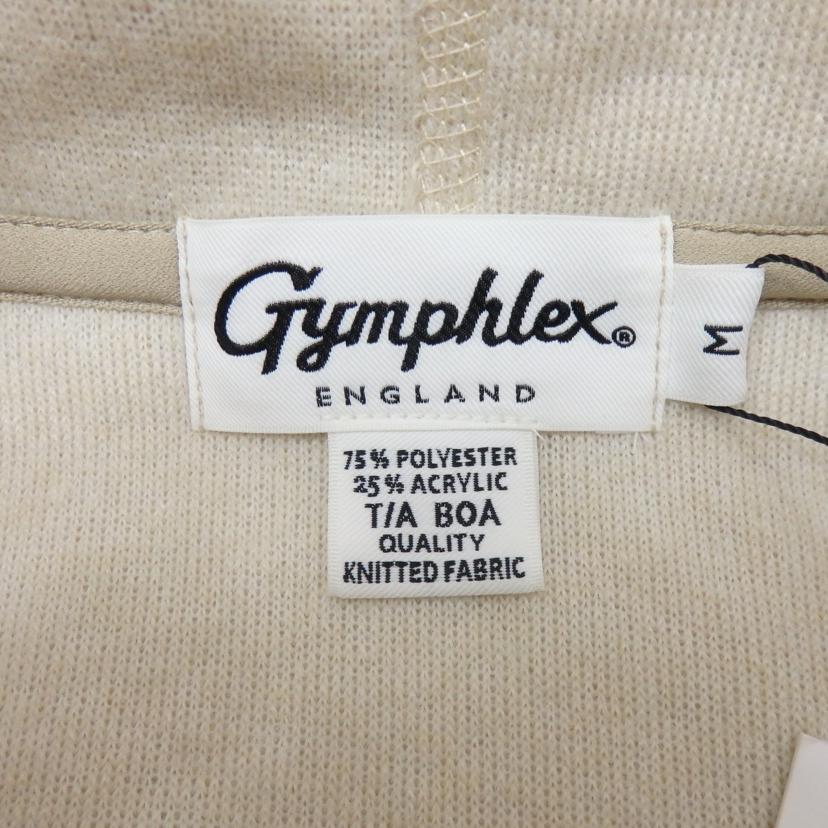 Gymphlex®
ENGLAND
M
75% POLYESTER
25% ACRYLIC
T/A BOA
QUALITY
KNITTED FABRIC